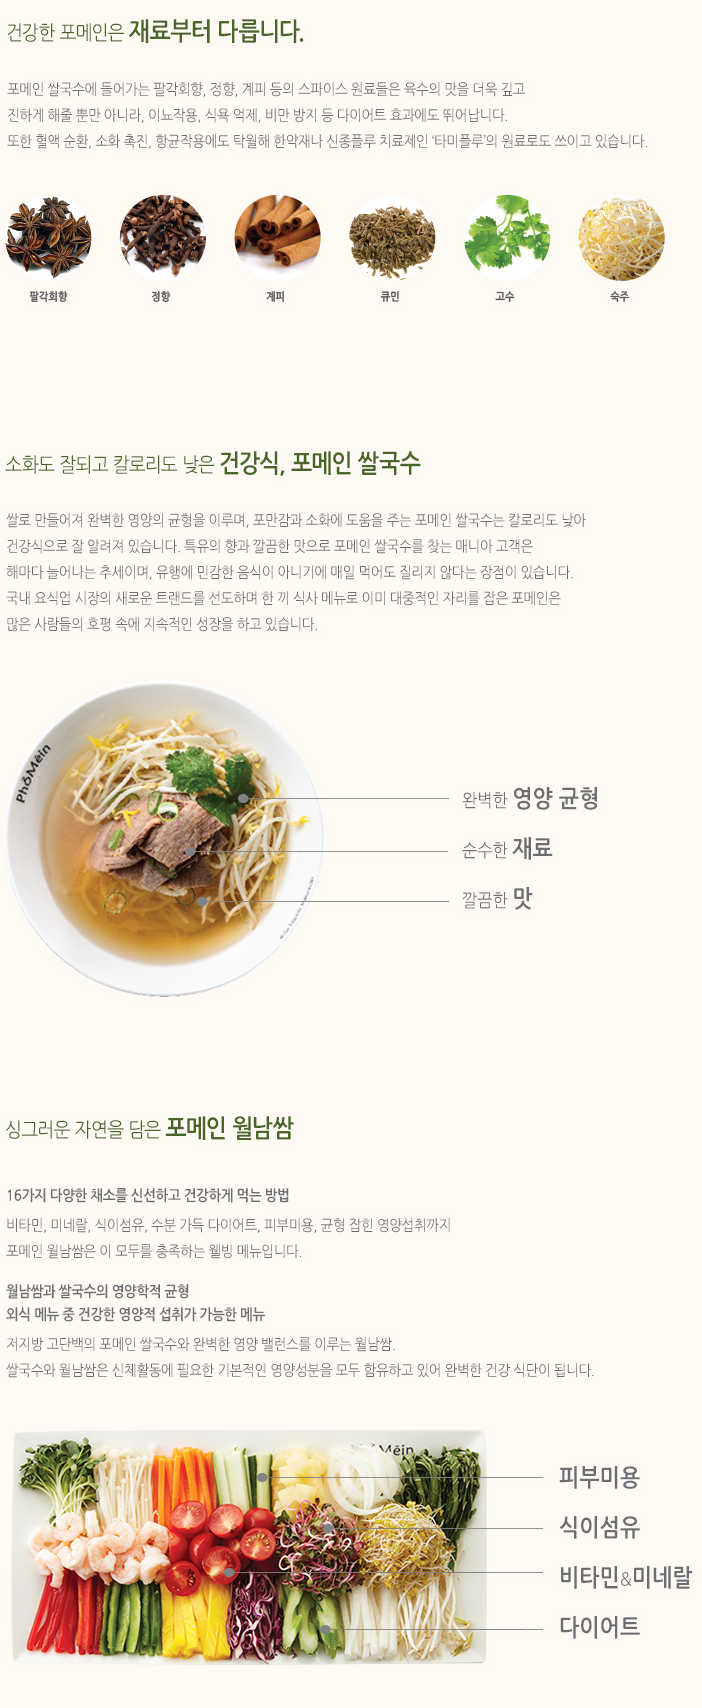 건강한 포메인은 재료부터 다릅니다.
포메인 쌀국수에 들어가는 팔각회향, 정향, 계피 등의 스파이스 원료들은 육수의 맛을 더욱 깊고
진하게 해줄 뿐만 아니라, 이뇨작용, 식욕 억제, 비만 방지 등 다이어트 효과에도 뛰어납니다.
또한 혈액 순환, 소화 촉진, 항균작용에도 탁월해 한약재나 신종플루 치료제인 '타미플루'의 원료로도 쓰이고 있습니다.
팔각회향 정향 계피 큐민 고수 숙주
소화도 잘되고 칼로리도 낮은 건강식, 포메인 쌀국수
쌀로 만들어져 완벽한 영양의 균형을 이루며, 포만감과 소화에 도움을 주는 포메인 쌀국수는 칼로리도 낮아
건강식으로 잘 알려져 있습니다. 특유의 향과 깔끔한 맛으로 포메인 쌀국수를 찾는 매니아 고객은
해마다 늘어나는 추세이며, 유행에 민감한 음식이 아니기에 매일 먹어도 질리지 않다는 장점이 있습니다.
국내 요식업 시장의 새로운 트랜드를 선도하며 한 끼 식사 메뉴로 이미 대중적인 자리를 잡은 포메인은
많은 사람들의 호평 속에 지속적인 성장을 하고 있습니다.
PhởMein
완벽한 영양 균형
순수한 재료
깔끔한 맛
싱그러운 자연을 담은 포메인 월남쌈
16가지 다양한 채소를 신선하고 건강하게 먹는 방법
비타민, 미네랄, 식이섬유, 수분 가득 다이어트, 피부미용, 균형 잡힌 영양섭취까지
포메인 월남쌈은 이 모두를 충족하는 웰빙 메뉴입니다.
월남쌈과 쌀국수의 영양학적 균형
외식 메뉴 중 건강한 영양적 섭취가 가능한 메뉴
저지방 고단백의 포메인 쌀국수와 완벽한 영양 밸런스를 이루는 월남쌈.
쌀국수와 월남쌈은 신체활동에 필요한 기본적인 영양성분을 모두 함유하고 있어 완벽한 건강 식단이 됩니다.
피부미용
식이섬유
비타민&미네랄
다이어트